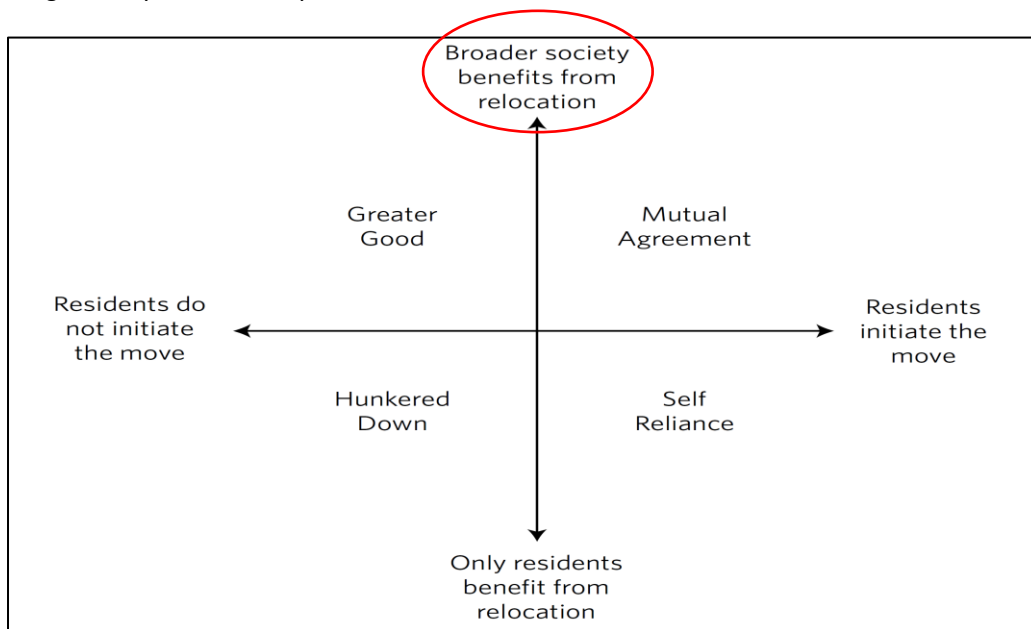 Broader society
benefits from
relocation
Greater
Good
Mutual
Agreement
Residents do
not initiate
the move
Residents
initiate the
move
Hunkered
Down
Self
Reliance
Only residents
benefit from
relocation